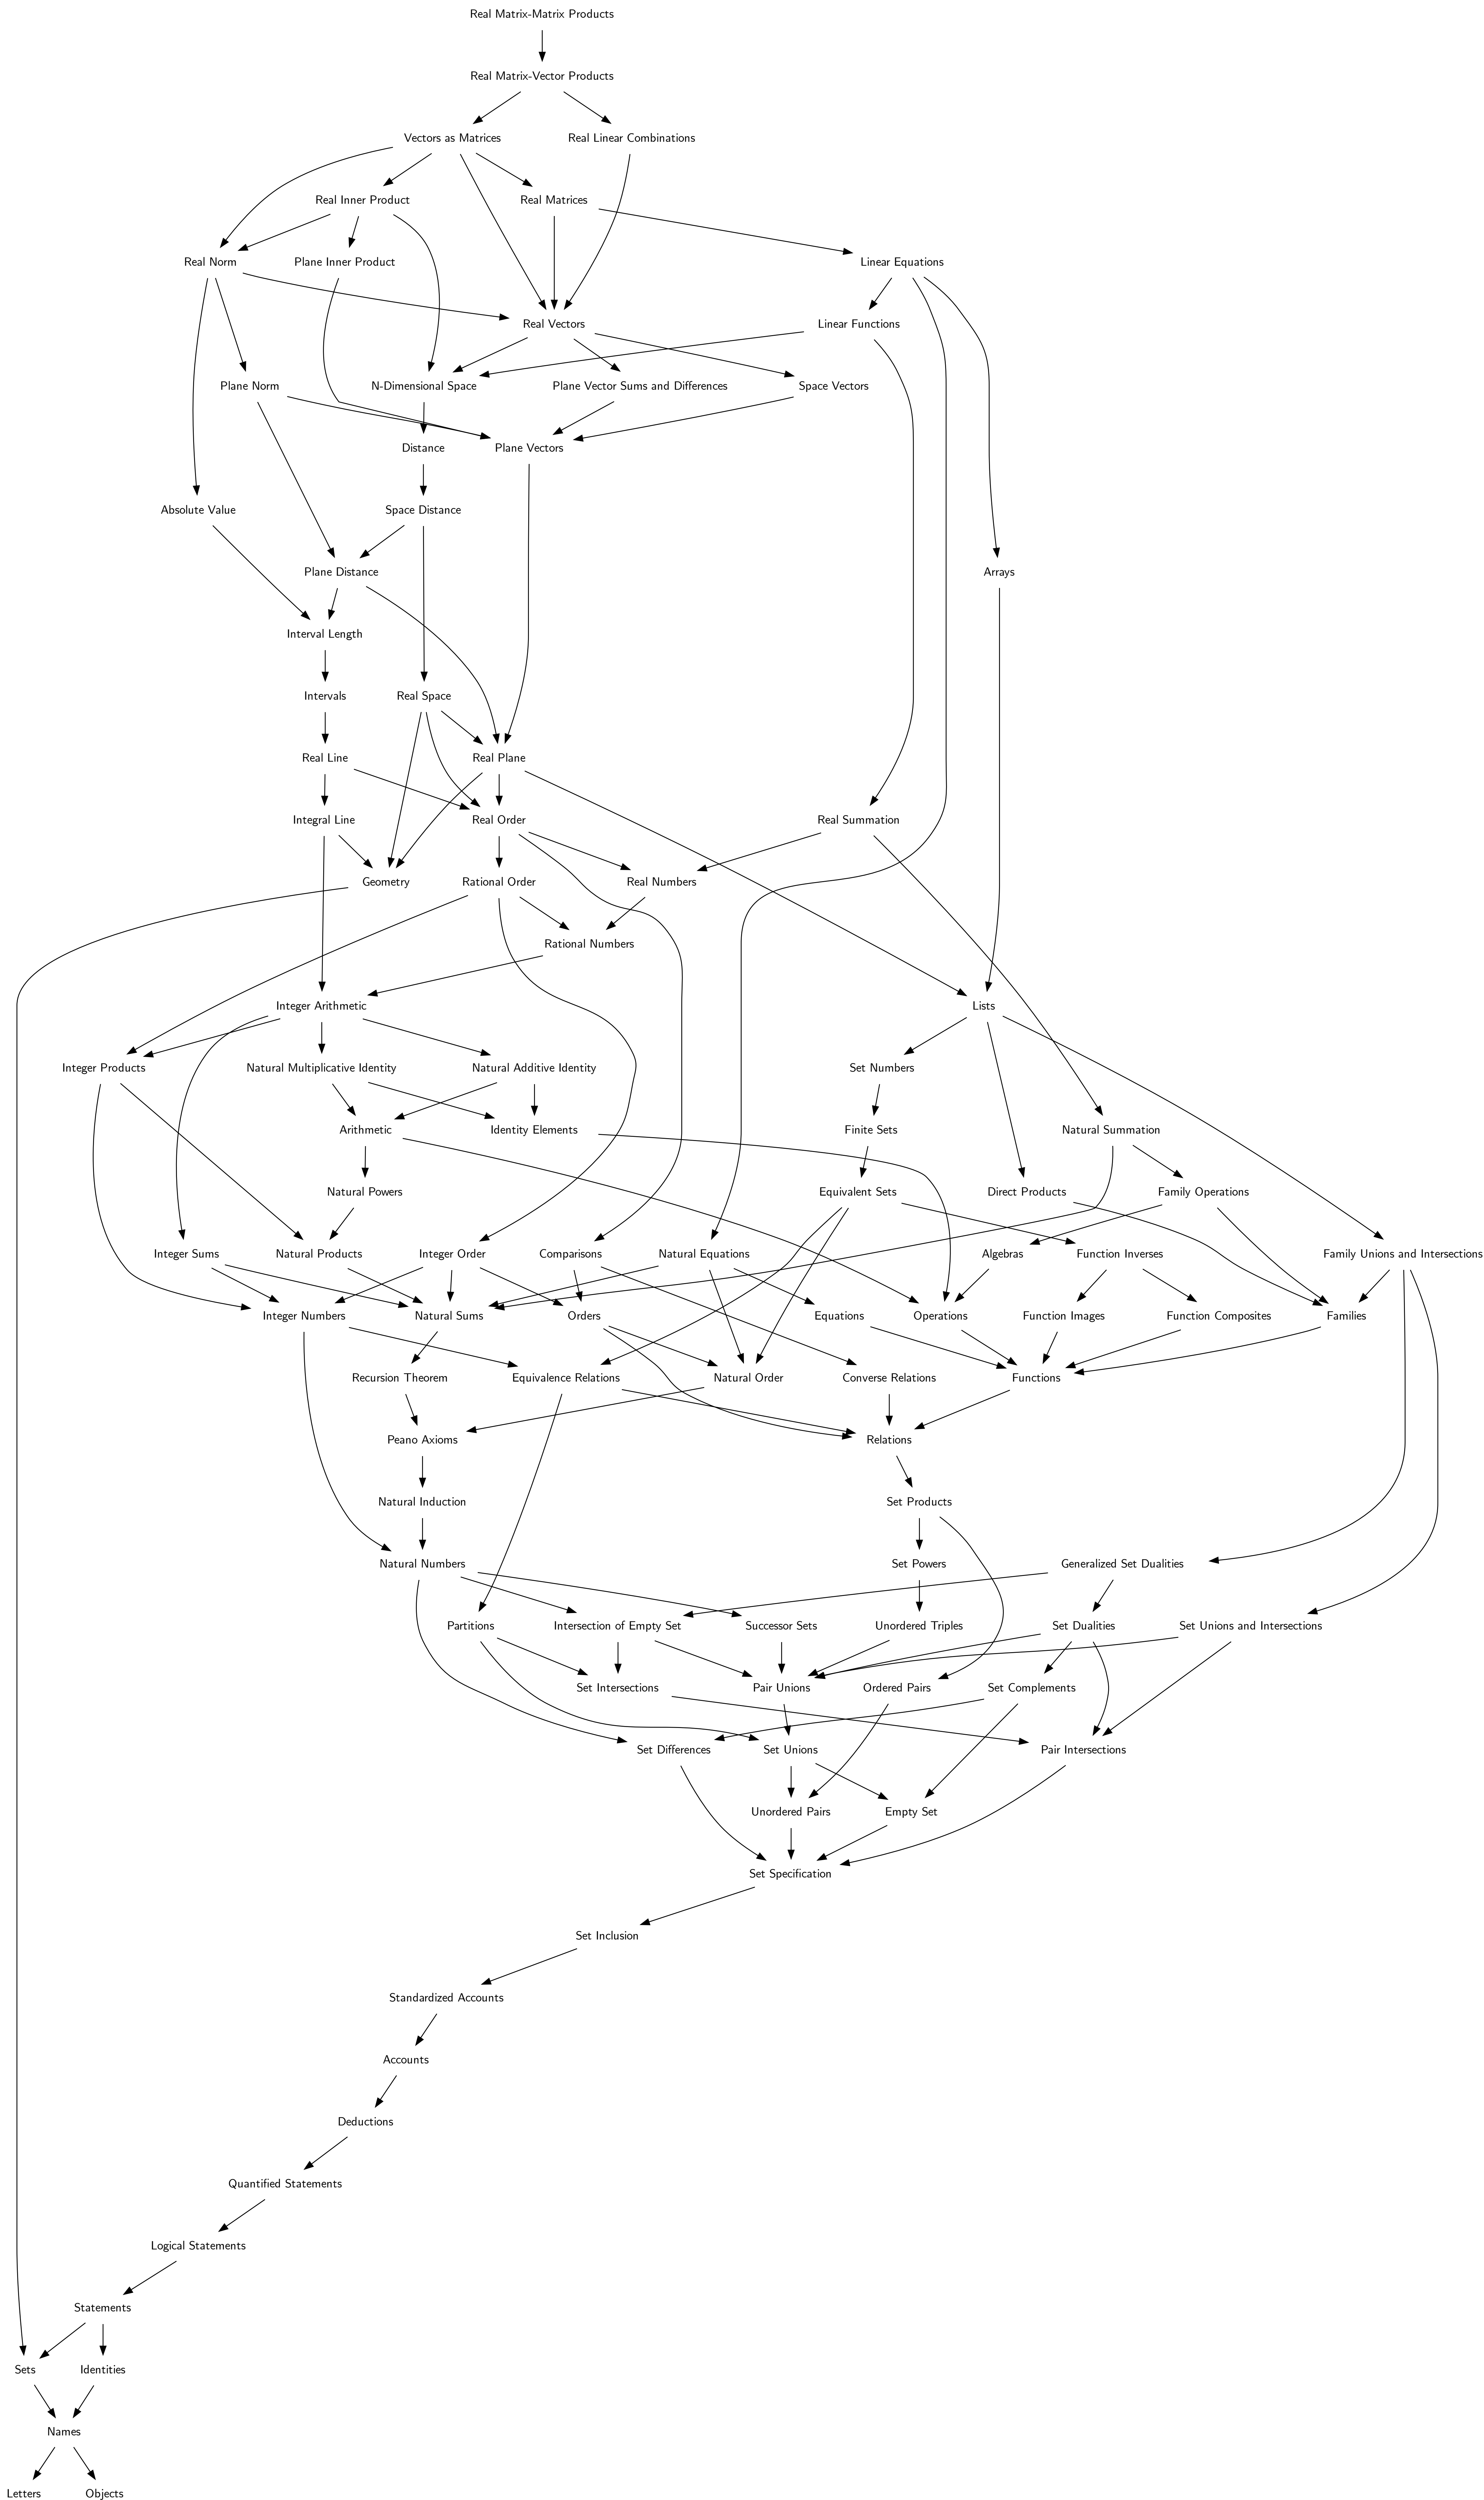 Real Matrix-Matrix Products
Real Matrix-Vector Products
Vectors as Matrices
Real Linear Combinations
Real Inner Product
Real Matrices
Real Norm
Plane Inner Product
Linear Equations
Real Vectors
Linear Functions
Plane Norm
N-Dimensional Space
Plane Vector Sums and Differences
Space Vectors
Distance
Plane Vectors
Absolute Value
Space Distance
Plane Distance
Arrays
Interval Length
Intervals
Real Space
Real Line
Real Plane
Integral Line
Real Order
Real Summation
Geometry
Rational Order
Real Numbers
Rational Numbers
Integer Arithmetic
Lists
Integer Products
Natural Multiplicative Identity
Natural Additive Identity
Set Numbers
Arithmetic
Identity Elements
Finite Sets
Natural Summation
Natural Powers
Equivalent Sets
Direct Products
Family Operations
Integer Sums
Natural Products
Integer Order
Comparisons
Natural Equations
Algebras
Function Inverses
Family Unions and Intersections
Integer Numbers
Natural Sums
Orders
Equations
Operations
Function Images
Function Composites
Families
Recursion Theorem
Equivalence Relations
Natural Order
Converse Relations
Functions
Peano Axioms
Relations
Natural Induction
Set Products
Natural Numbers
Set Powers
Generalized Set Dualities
Partitions
Intersection of Empty Set
Successor Sets
Unordered Triples
Set Dualities
Set Unions and Intersections
Set Intersections
Pair Unions
Ordered Pairs
Set Complements
Set Differences
Set Unions
Pair Intersections
Unordered Pairs
Empty Set
Set Specification
Set Inclusion
Standardized Accounts
Accounts
Deductions
Quantified Statements
Logical Statements
Statements
Sets
Identities
Names
Letters
Objects